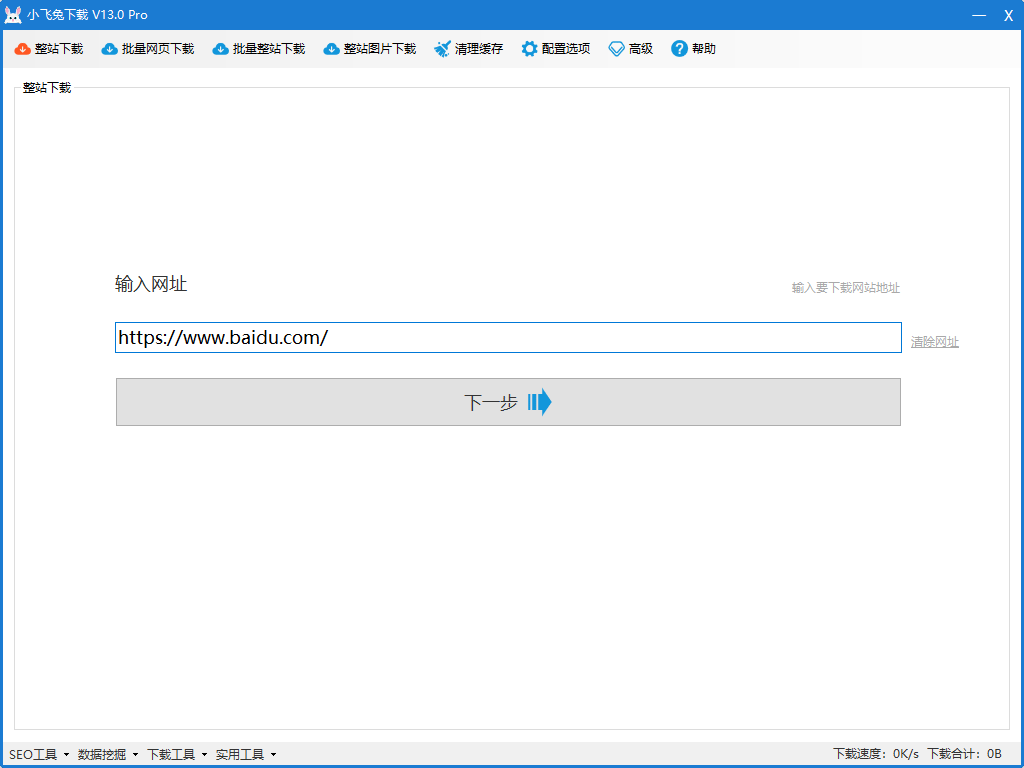 小飞兔下载 V13.0 Pro
整站下载 批量网页下载 批量整站下载 整站图片下载 清理缓存 配置选项 高级 帮助
整站下载
输入网址 输入要下载网站地址
https://www.baidu.com/ 清除网址
下一步
SEO工具 数据挖掘 下载工具 实用工具 下载速度：0K/s 下载合计：0B